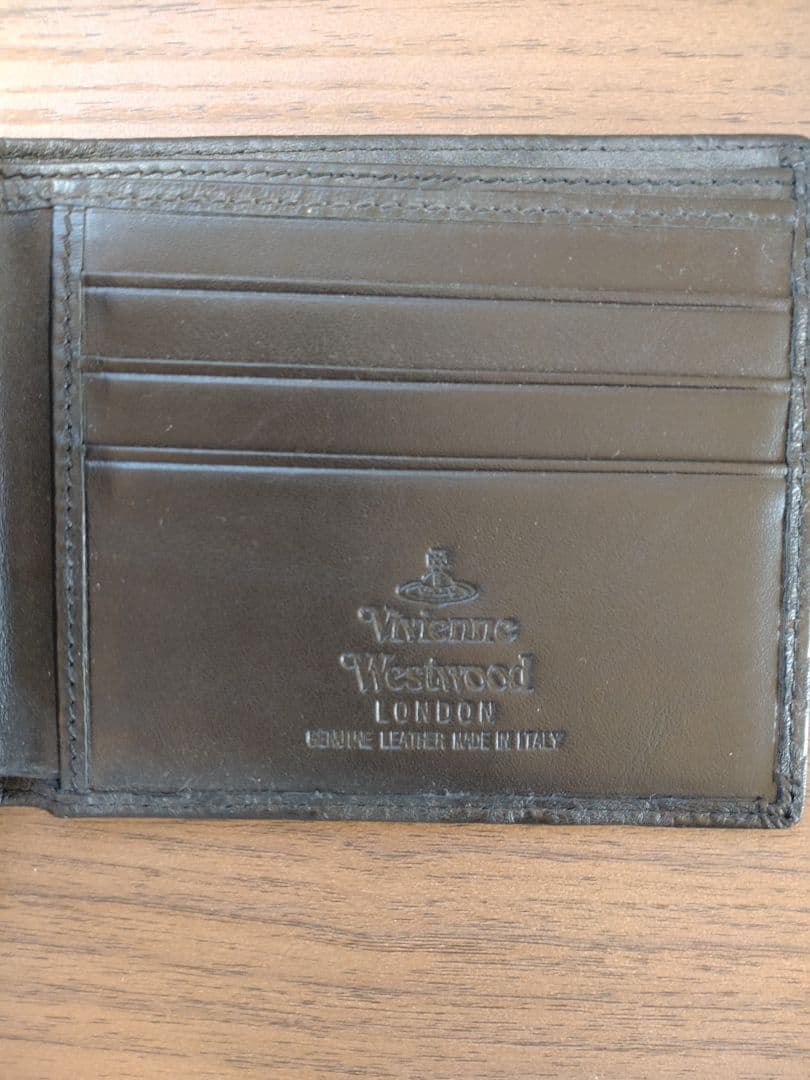 Vivienne
Westwood
LONDON
GENUINE LEATHER MADE IN ITALY